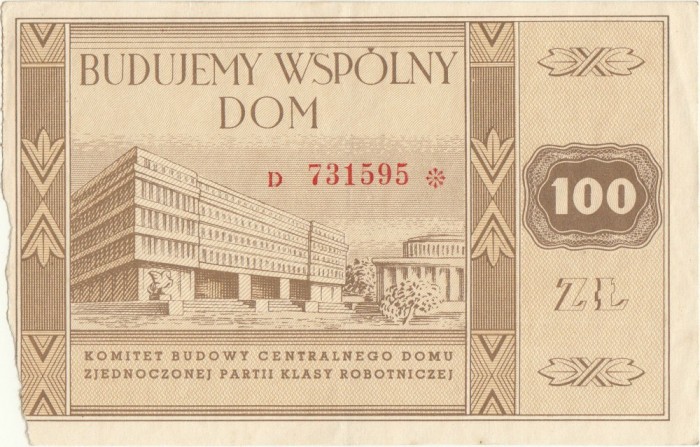 BUDUJEMY WSPÓLNY
DOM
D 731595
100
ZŁ
KOMITET BUDOWY CENTRALNEGO DOMU
ZJEDNOCZONEJ PARTII KLASY ROBOTNICZEJ